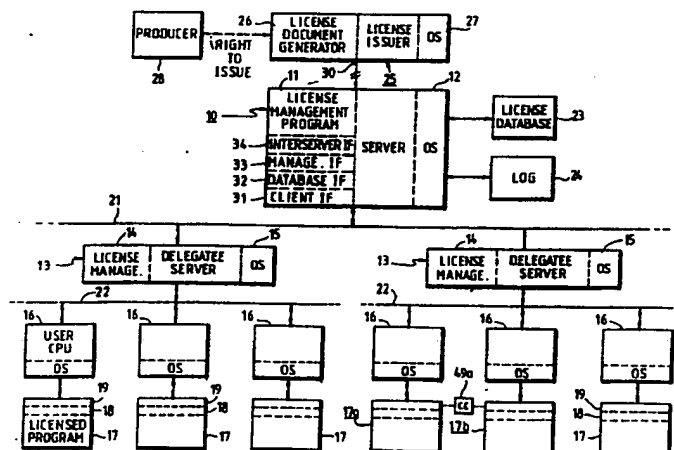 26
27
PRODUCER
28
RIGHT
TO
ISSUE
LICENSE
DOCUMENT
GENERATOR
LICENSE
ISSUER
OS
30
25
11
12
10
LICENSE
MANAGEMENT
PROGRAM
34 INTERSERVER IF
33 MANAGE. IF
32 DATABASE IF
31 CLIENT IF
SERVER
OS
LICENSE
DATABASE
23
LOG
24
21
14
15
13
LICENSE
MANAGE.
DELEGATEE
SERVER
OS
14
15
13
LICENSE
MANAGE.
DELEGATEE
SERVER
OS
22
22
16
16
16
16
16
16
USER
CPU
OS
OS
OS
OS
OS
OS
19
18
LICENSED
PROGRAM
17
19
18
17
17
17a
49a
CC
17b
19
18
17